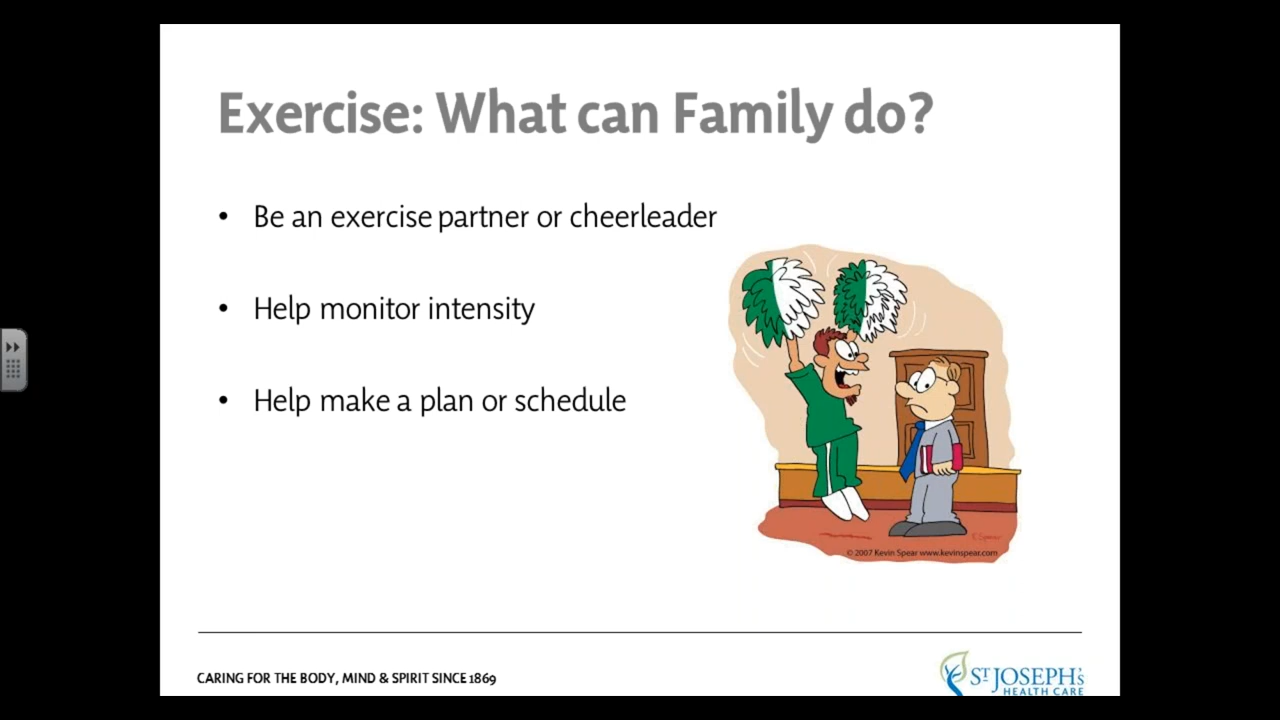 Exercise: What can Family do?
• Be an exercise partner or cheerleader
• Help monitor intensity
• Help make a plan or schedule
© 2007 Kevin Spear www.kevinspear.com
CARING FOR THE BODY, MIND & SPIRIT SINCE 1869
ST JOSEPH'S
HEALTH CARE